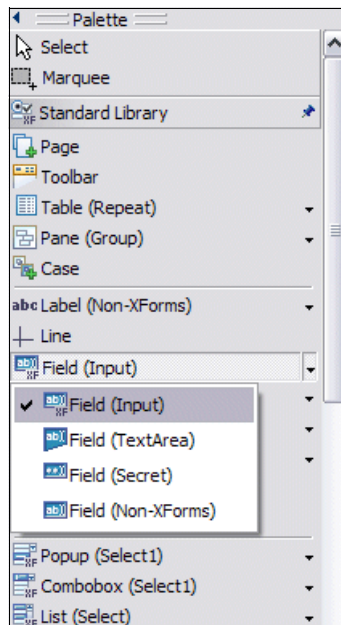 Palette
Select
Marquee
Standard Library
Page
Toolbar
Table (Repeat)
Pane (Group)
Case
abc Label (Non-XForms)
Line
Field (Input)
Field (Input)
Field (TextArea)
Field (Secret)
Field (Non-XForms)
Popup (Select1)
Combobox (Select1)
List (Select)